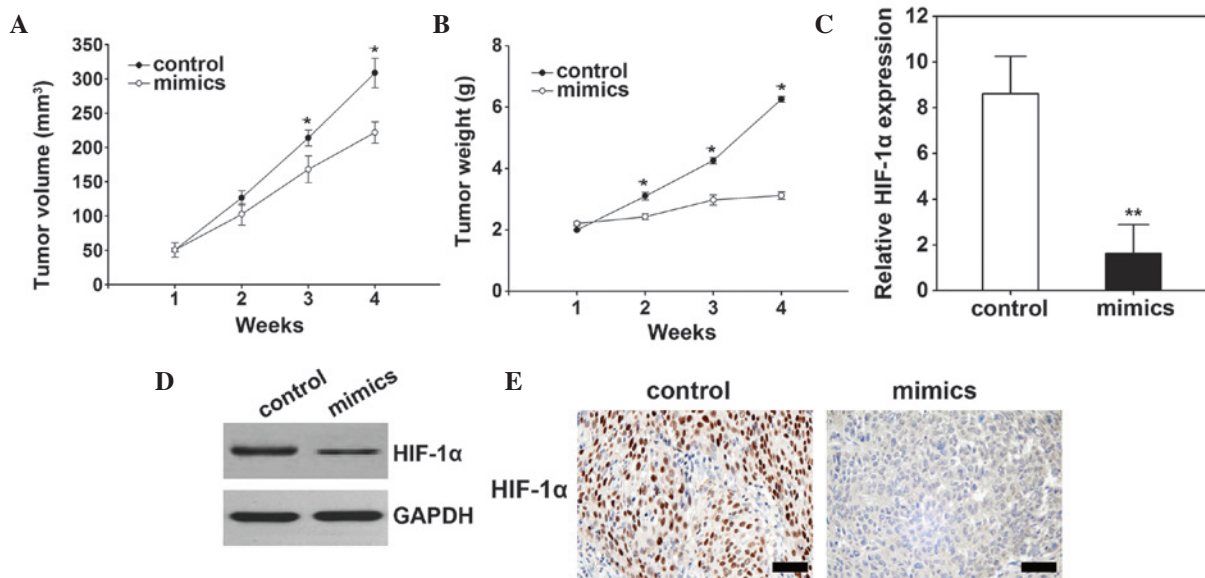 A
Tumor volume (mm³)
350
300
250
200
150
100
50
0
control
mimics
*
*
1 2 3 4
Weeks
B
Tumor weight (g)
8
6
4
2
0
control
mimics
*
*
*
1 2 3 4
Weeks
C
Relative HIF-1α expression
12
10
8
6
4
2
0
**
control mimics
D
control mimics
HIF-1α
GAPDH
E
control mimics
HIF-1α